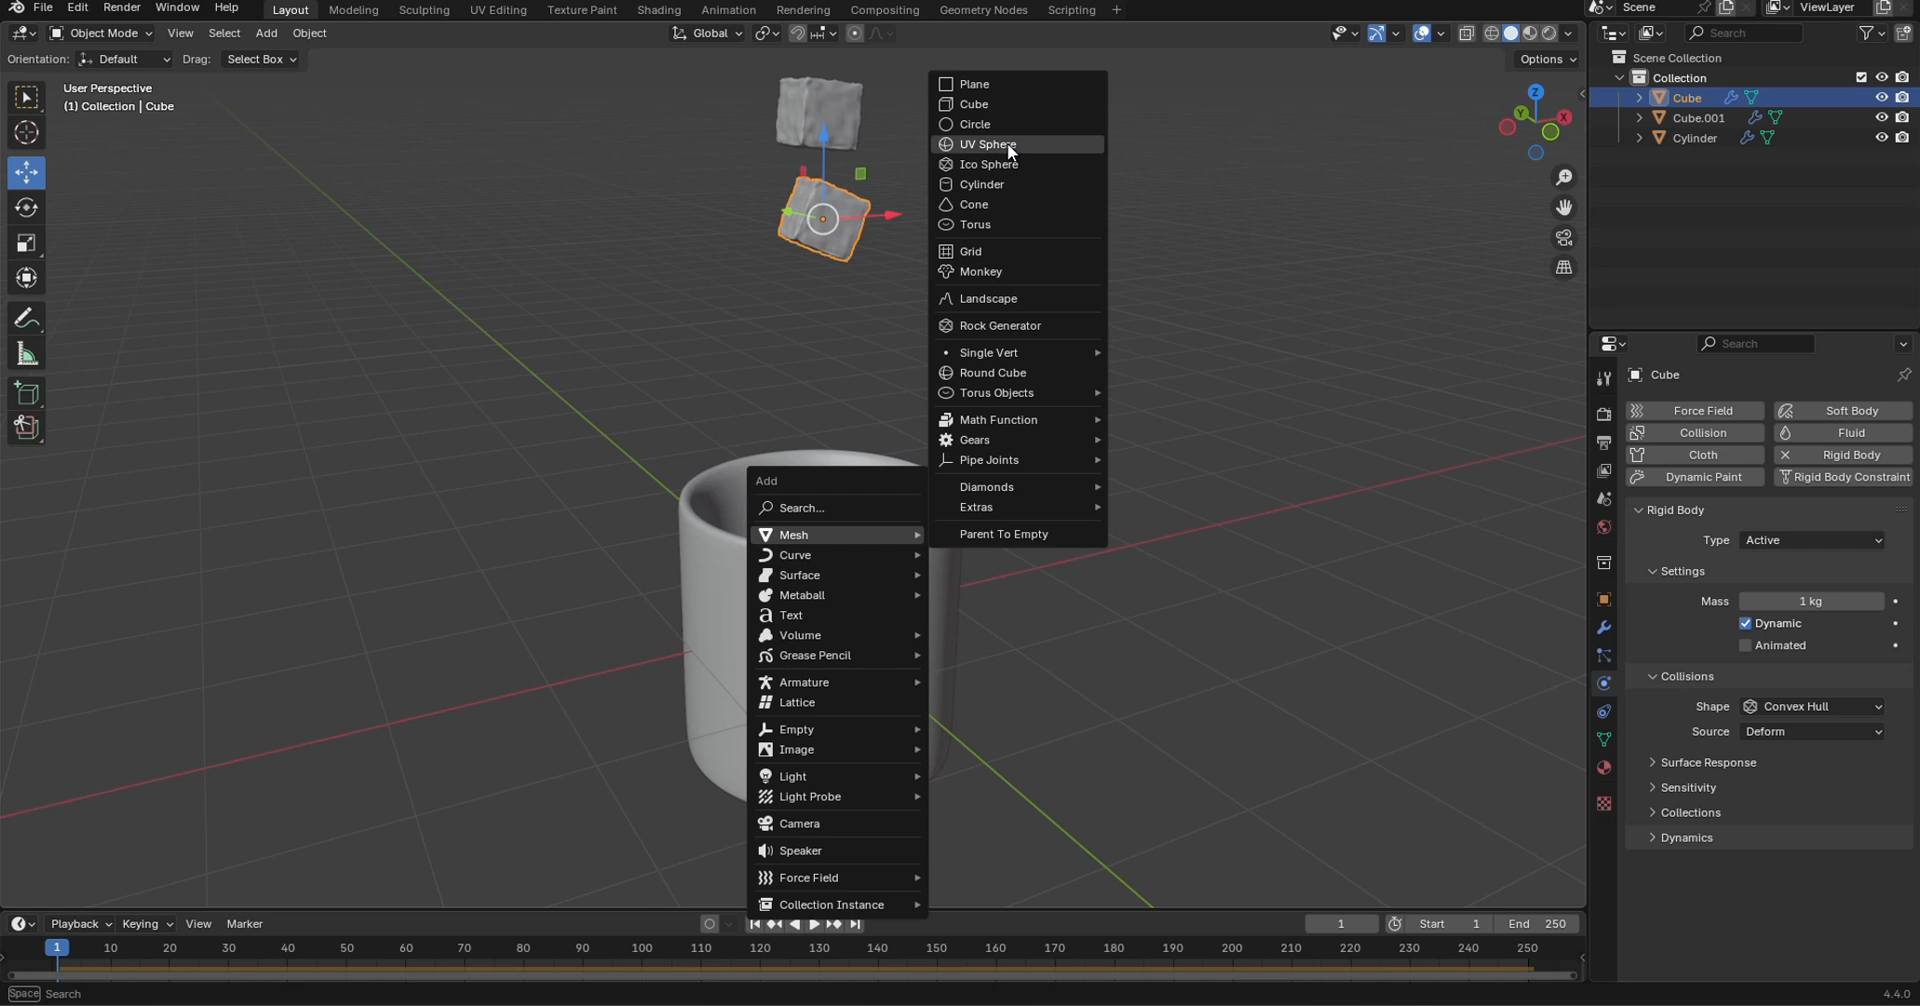 File Edit Render Window Help Layout Modeling Sculpting UV Editing Texture Paint Shading Animation Rendering Compositing Geometry Nodes Scripting + Scene ViewLayer
Object Mode View Select Add Object Global Search
Orientation: Default Drag: Select Box Options
User Perspective
(1) Collection | Cube
Scene Collection
Collection
Cube
Cube.001
Cylinder
Z
Y
X
Plane
Cube
Circle
UV Sphere
Ico Sphere
Cylinder
Cone
Torus
Grid
Monkey
Landscape
Rock Generator
Single Vert
Round Cube
Torus Objects
Math Function
Gears
Pipe Joints
Diamonds
Extras
Parent To Empty
Add
Search...
Mesh
Curve
Surface
Metaball
Text
Volume
Grease Pencil
Armature
Lattice
Empty
Image
Light
Light Probe
Camera
Speaker
Force Field
Collection Instance
Search
Cube
Force Field Soft Body
Collision Fluid
Cloth Rigid Body
Dynamic Paint Rigid Body Constraint
Rigid Body
Type Active
Settings
Mass 1 kg
Dynamic
Animated
Collisions
Shape Convex Hull
Source Deform
Surface Response
Sensitivity
Collections
Dynamics
Playback Keying View Marker 1 Start 1 End 250
1 10 20 30 40 50 60 70 80 90 100 110 120 130 140 150 160 170 180 190 200 210 220 230 240 250
Space Search 4.4.0